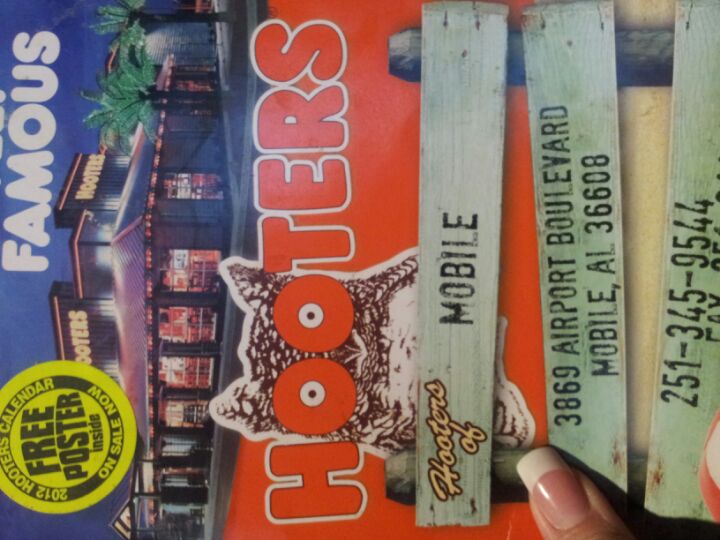 FAMOUS
2012 HOOTERS CALENDAR
FREE
POSTER
inside
ON SALE NOW
HOOTERS
HOOTERS
HOOTERS
Hooters of MOBILE
3869 AIRPORT BOULEVARD
MOBILE, AL 36608
251-345-9544